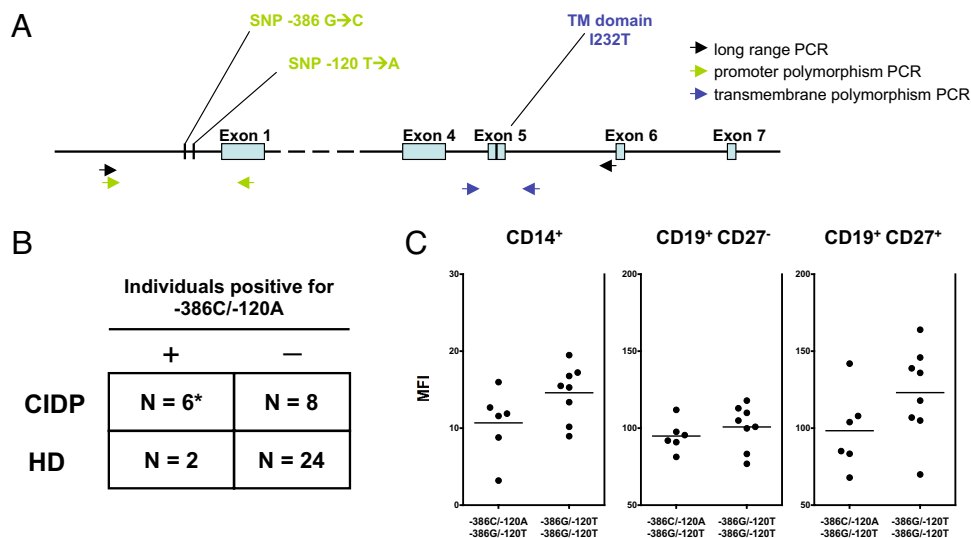 A
SNP -386 G→C
SNP -120 T→A
TM domain
I232T
long range PCR
promoter polymorphism PCR
transmembrane polymorphism PCR
Exon 1
Exon 4
Exon 5
Exon 6
Exon 7
B
Individuals positive for
-386C/-120A
+ −
CIDP N = 6* N = 8
HD N = 2 N = 24
C
CD14+
CD19+ CD27-
CD19+ CD27+
MFI
30
20
10
0
200
150
100
50
200
150
100
50
-386C/-120A -386G/-120T
-386G/-120T -386G/-120T
-386C/-120A -386G/-120T
-386G/-120T -386G/-120T
-386C/-120A -386G/-120T
-386G/-120T -386G/-120T